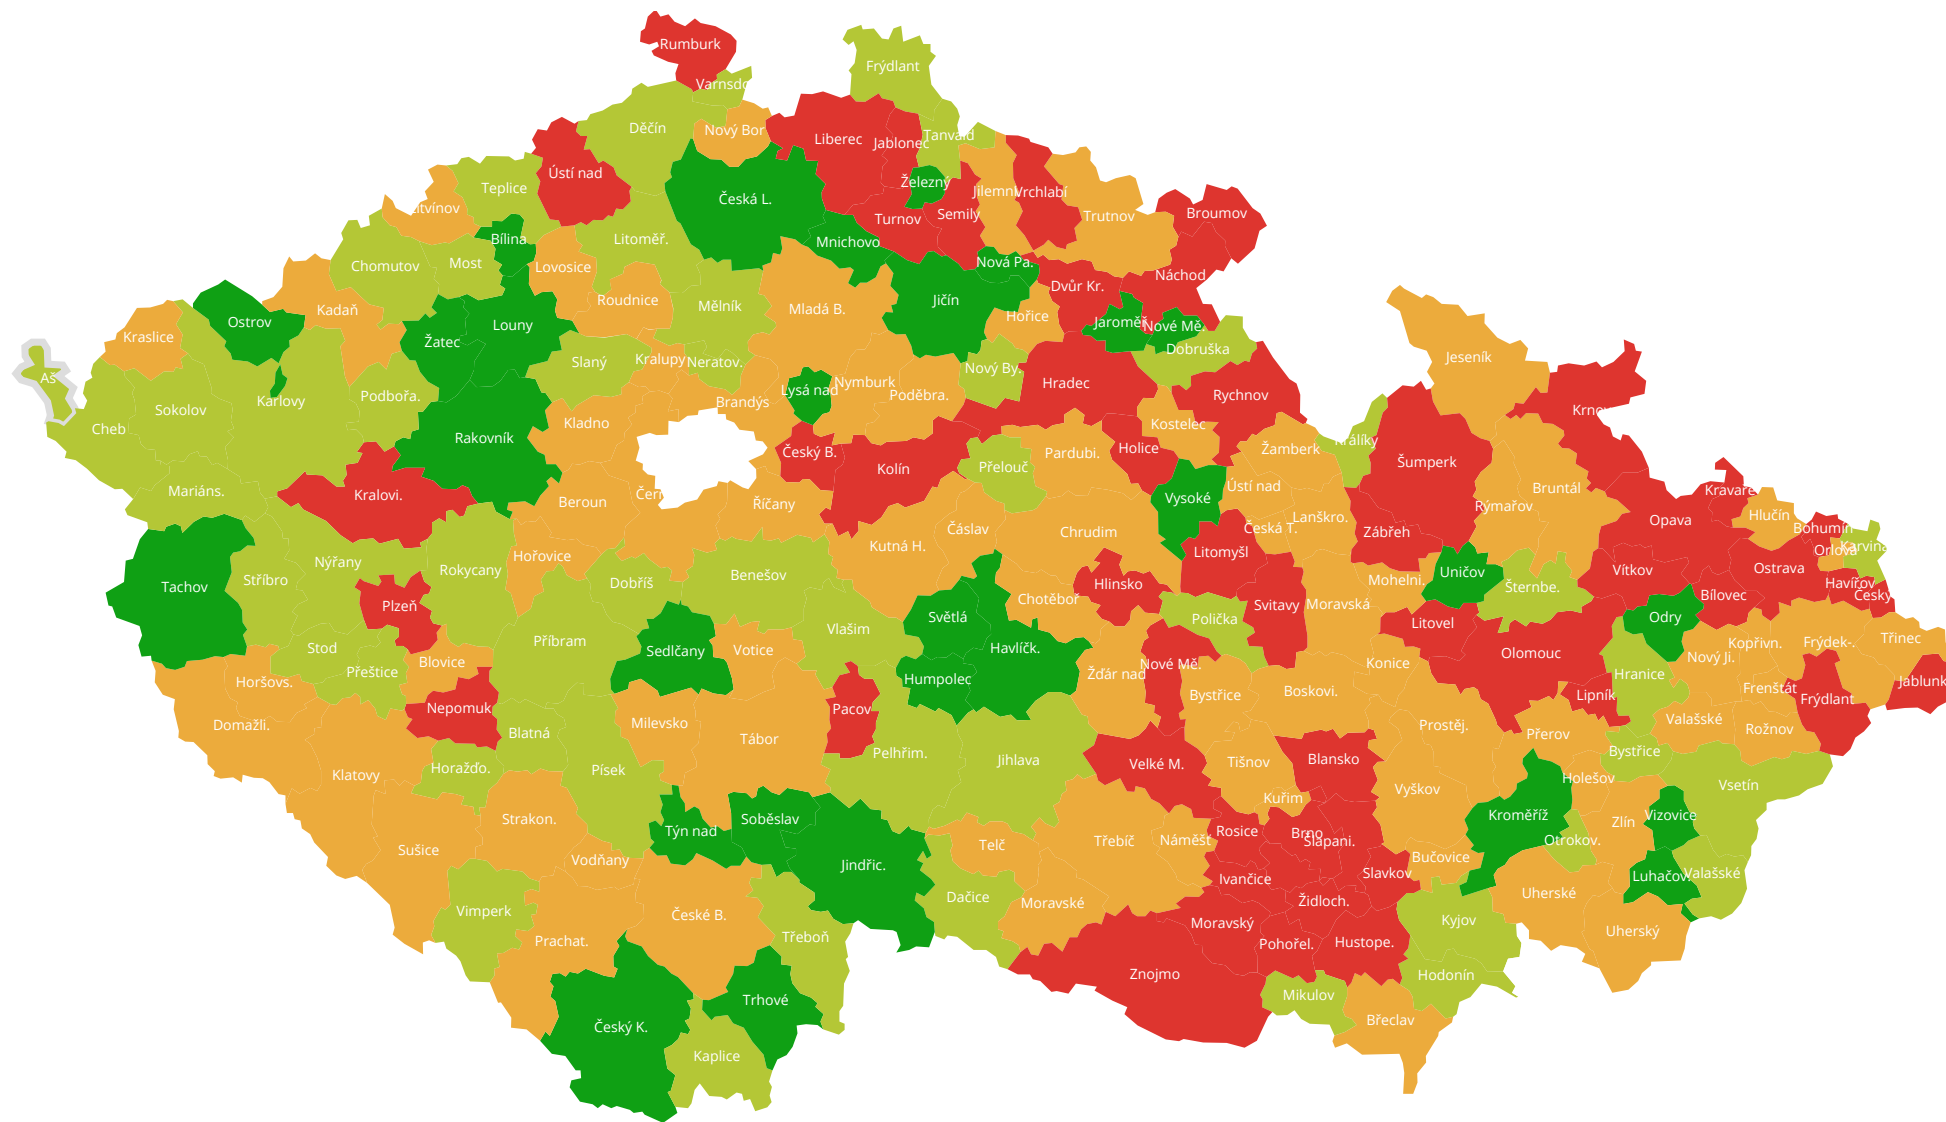 Rumburk
Frýdlant
Varnsdo
Děčín
Nový Bor
Liberec
Jablonec
Tanvald
Ústí nad
Teplice
Železný
Jilemni
Vrchlabí
Česká L.
Litvínov
Turnov
Semily
Trutnov
Broumov
Bílina
Litoměř.
Mnichovo
Chomutov
Most
Lovosice
Nová Pa.
Náchod
Roudnice
Mělník
Mladá B.
Jičín
Dvůr Kr.
Kadaň
Ostrov
Louny
Hořice
Jaroměř
Nové Mě.
Kraslice
Žatec
Dobruška
Jeseník
Slaný
Kralupy
Neratov.
Nový By.
Aš
Hradec
Lysá nad
Nymburk
Poděbra.
Rychnov
Podbořa.
Karlovy
Brandýs
Sokolov
Krnov
Kladno
Kostelec
Cheb
Rakovník
Králíky
Český B.
Pardubi.
Holice
Žamberk
Kolín
Přelouč
Šumperk
Mariáns.
Kralovi.
Ústí nad
Bruntál
Kravaře
Beroun
Čern
Říčany
Vysoké
Rýmařov
Hlučín
Lanškro.
Opava
Čáslav
Chrudim
Česká T.
Zábřeh
Bohumín
Kutná H.
Litomyšl
Orlová
Karviná
Hořovice
Nýřany
Rokycany
Benešov
Dobříš
Stříbro
Tachov
Uničov
Vítkov
Ostrava
Mohelni.
Hlinsko
Šternbe.
Havířov
Český
Bílovec
Chotěboř
Plzeň
Svitavy
Moravská
Světlá
Polička
Odry
Litovel
Vlašim
Příbram
Třinec
Kopřivn.
Frýdek-.
Stod
Sedlčany
Votice
Havlíčk.
Olomouc
Nový Ji.
Blovice
Nové Mě.
Konice
Přeštice
Žďár nad
Hranice
Horšovs.
Humpolec
Jablunk
Boskovi.
Bystřice
Lipník
Frenštát
Frýdlant
Nepomuk
Pacov
Domažli.
Milevsko
Prostěj.
Valašské
Rožnov
Blatná
Tábor
Přerov
Pelhřim.
Bystřice
Jihlava
Velké M.
Tišnov
Blansko
Horažďo.
Písek
Klatovy
Holešov
Vsetín
Vyškov
Kuřim
Strakon.
Soběslav
Kroměříž
Vizovice
Zlín
Týn nad
Rosice
Brno
Telč
Třebíč
Náměšť
Šlapani.
Otrokov.
Sušice
Vodňany
Bučovice
Jindřic.
Slavkov
Valašské
Luhačov.
Ivančice
Dačice
Moravské
Židloch.
Uherské
Vimperk
České B.
Kyjov
Moravský
Uherský
Prachat.
Třeboň
Pohořel.
Hustope.
Znojmo
Hodonín
Mikulov
Trhové
Břeclav
Český K.
Kaplice